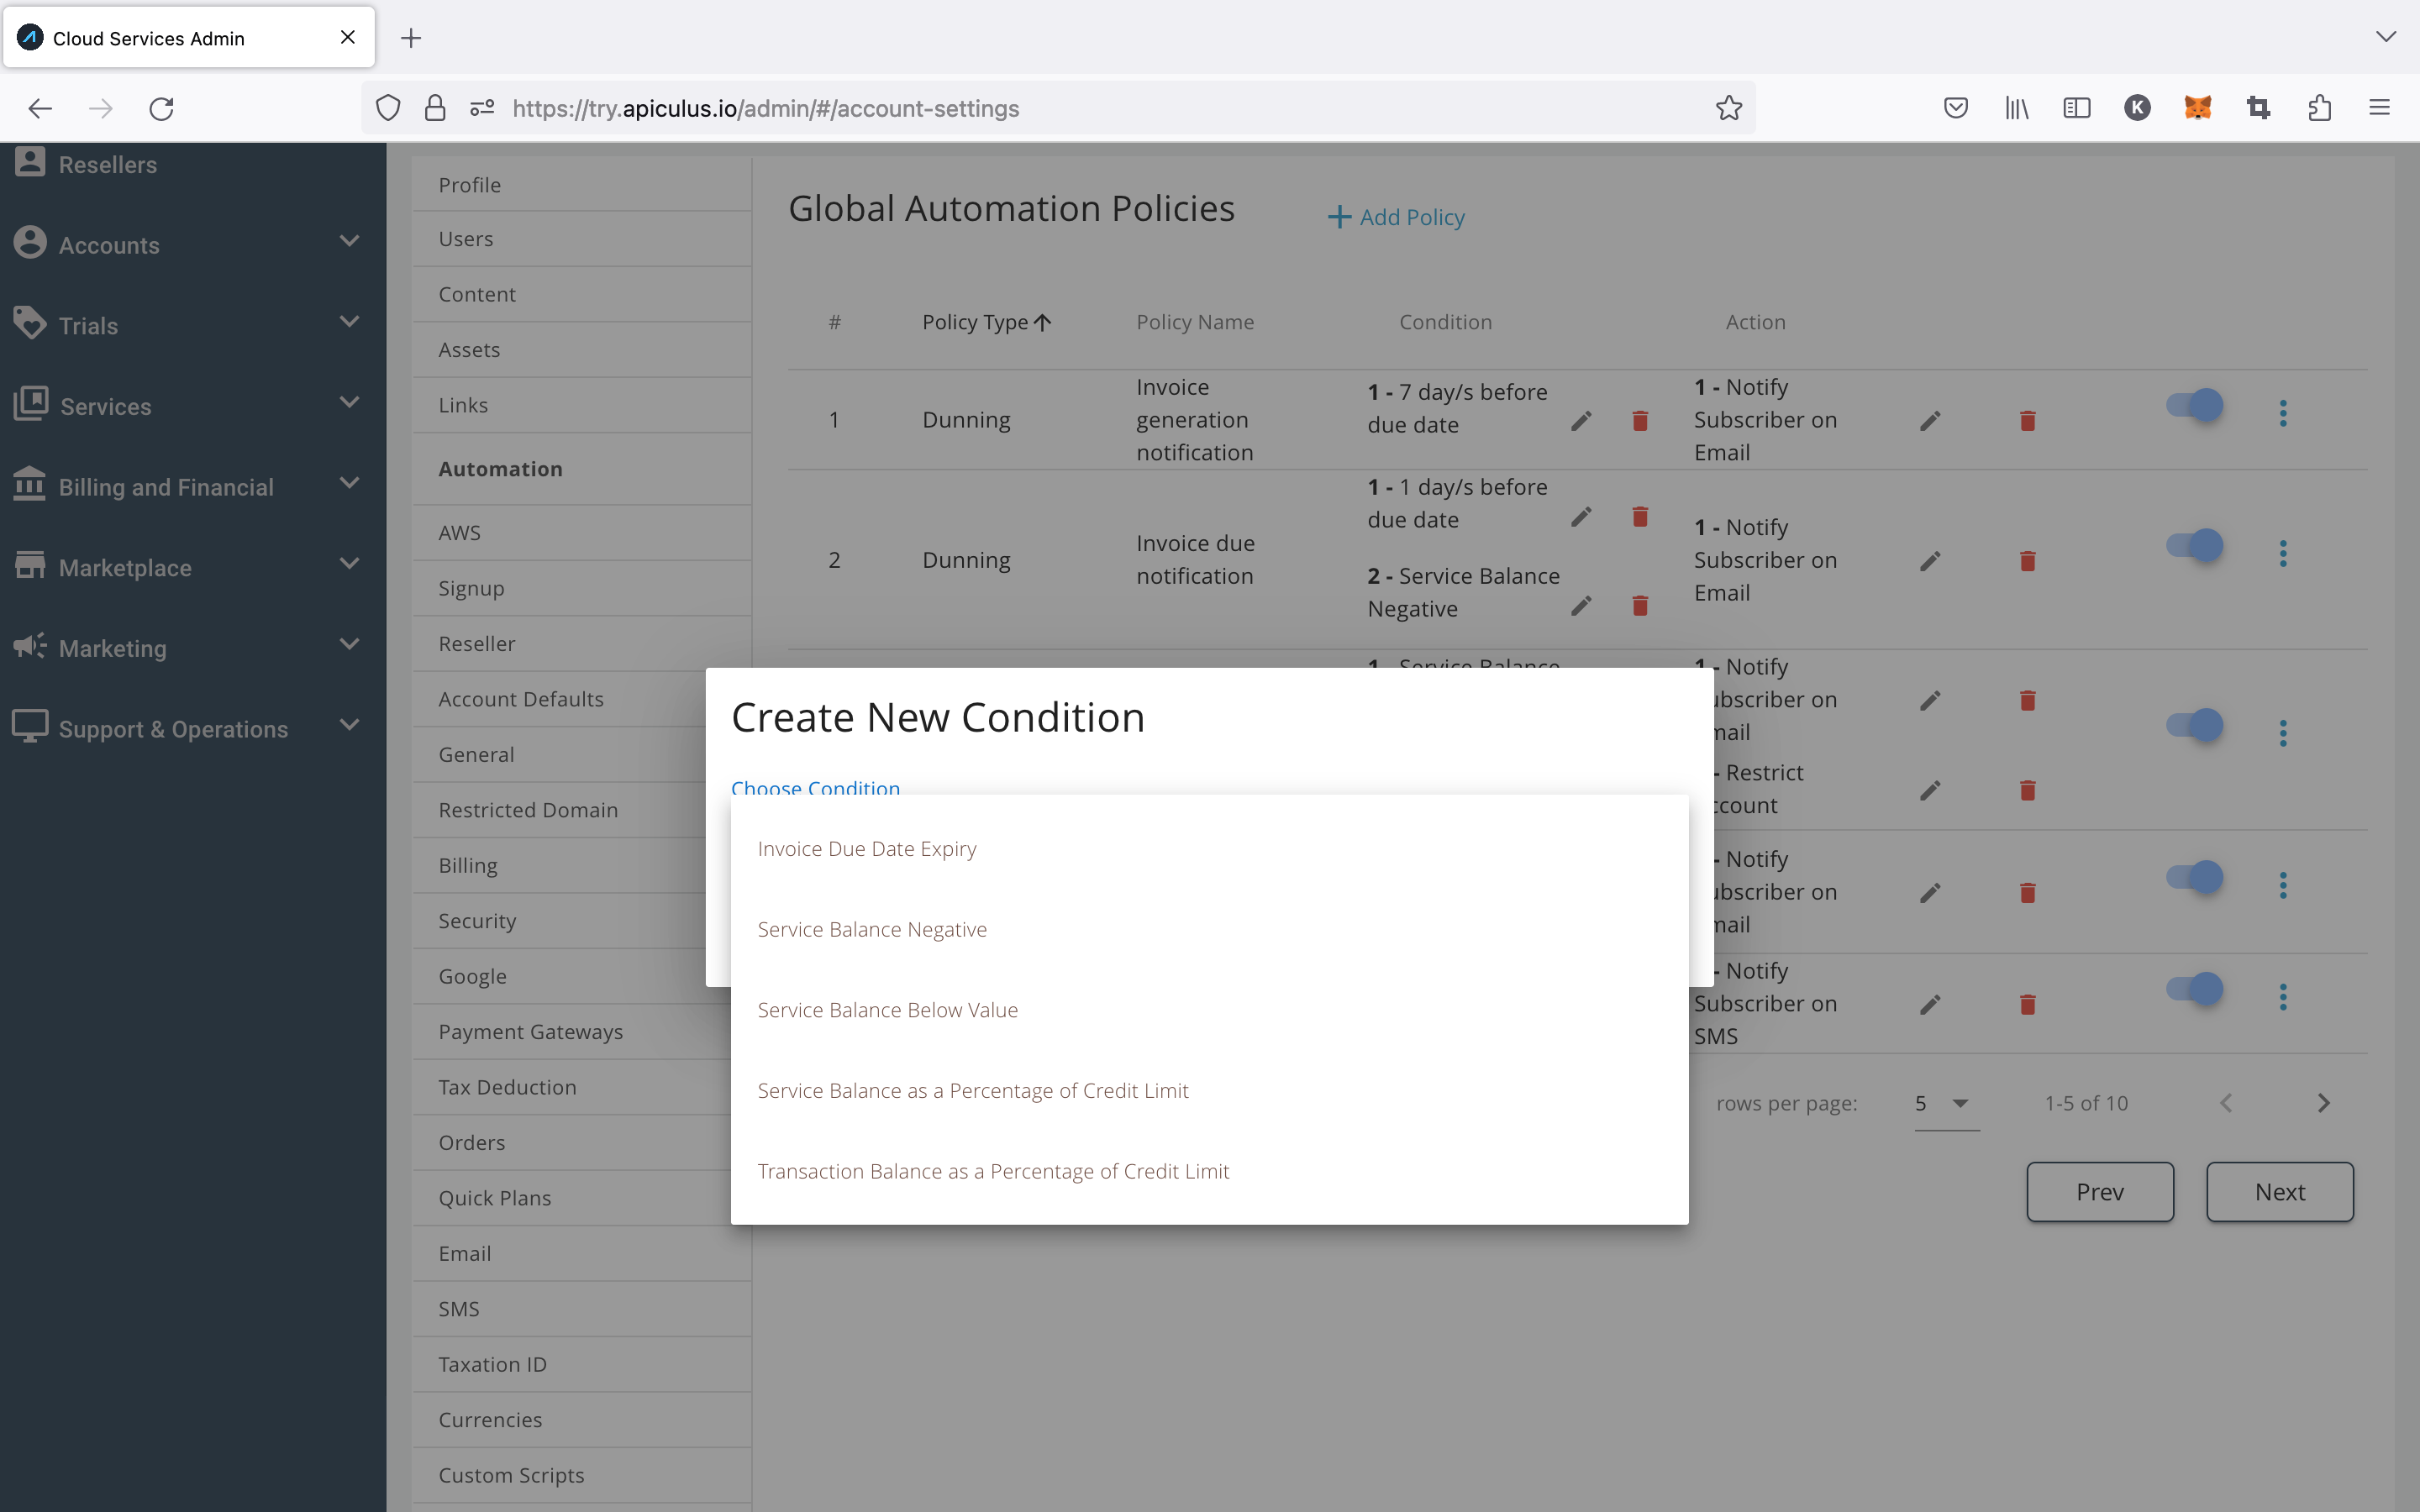 Cloud Services Admin
https://try.apiculus.io/admin/#/account-settings
K
Resellers
Accounts
Trials
Services
Billing and Financial
Marketplace
Marketing
Support & Operations
Profile
Users
Content
Assets
Links
Automation
AWS
Signup
Reseller
Account Defaults
General
Restricted Domain
Billing
Security
Google
Payment Gateways
Tax Deduction
Orders
Quick Plans
Email
SMS
Taxation ID
Currencies
Custom Scripts
Global Automation Policies
Add Policy
# Policy Type Policy Name Condition Action
1 Dunning
Invoice
generation
notification
1 - 7 day/s before
due date
1 - Notify
Subscriber on
Email
2 Dunning
Invoice due
notification
1 - 1 day/s before
due date
2 - Service Balance
Negative
1 - Notify
Subscriber on
Email
1 - Service Balance
1 - Notify
ubscriber on
mail
- Restrict
ccount
- Notify
ubscriber on
mail
- Notify
Subscriber on
SMS
Create New Condition
Choose Condition
Invoice Due Date Expiry
Service Balance Negative
Service Balance Below Value
Service Balance as a Percentage of Credit Limit
Transaction Balance as a Percentage of Credit Limit
rows per page: 5 1-5 of 10
Prev Next